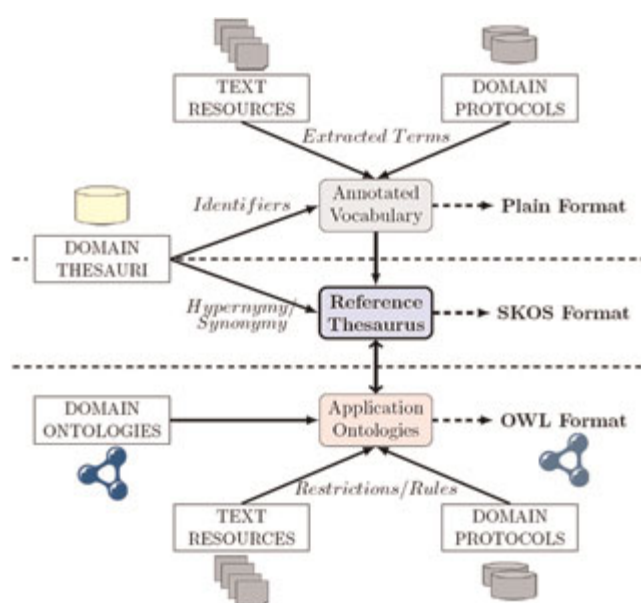 TEXT
RESOURCES
DOMAIN
PROTOCOLS
Extracted Terms
Identifiers
Annotated
Vocabulary
Plain Format
DOMAIN
THESAURI
Hypernymy/
Synonymy
Reference
Thesaurus
SKOS Format
DOMAIN
ONTOLOGIES
Application
Ontologies
OWL Format
Restrictions/Rules
TEXT
RESOURCES
DOMAIN
PROTOCOLS